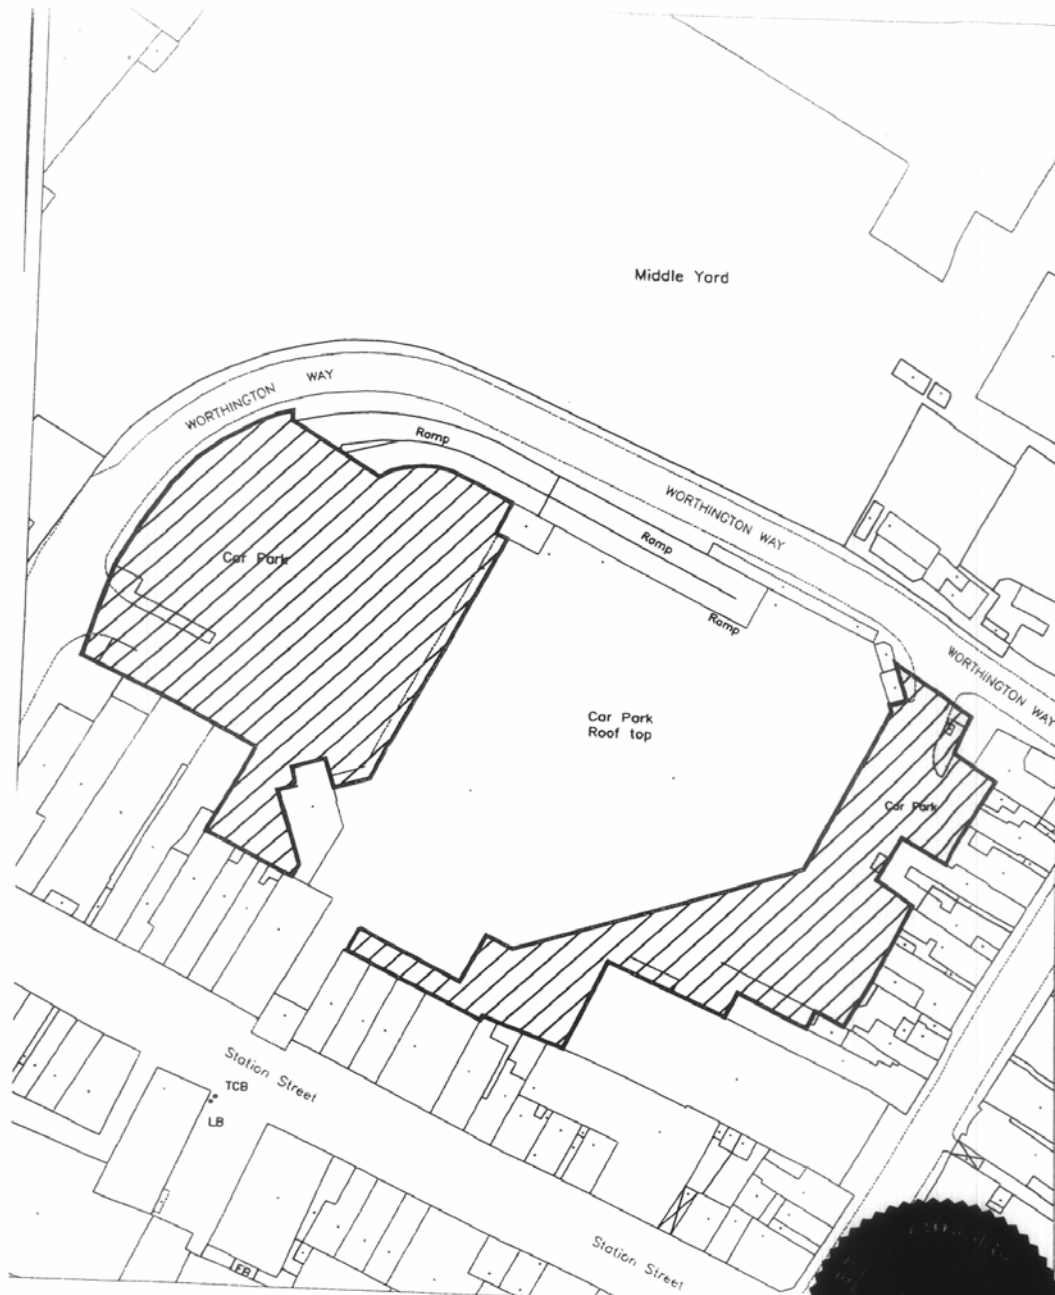 Middle Yard
WORTHINGTON WAY
Ramp
WORTHINGTON WAY
Ramp
Car Park
Ramp
WORTHINGTON WAY
Car Park
Roof top
Car Park
Station Street
TCB
LB
Station Street
EB